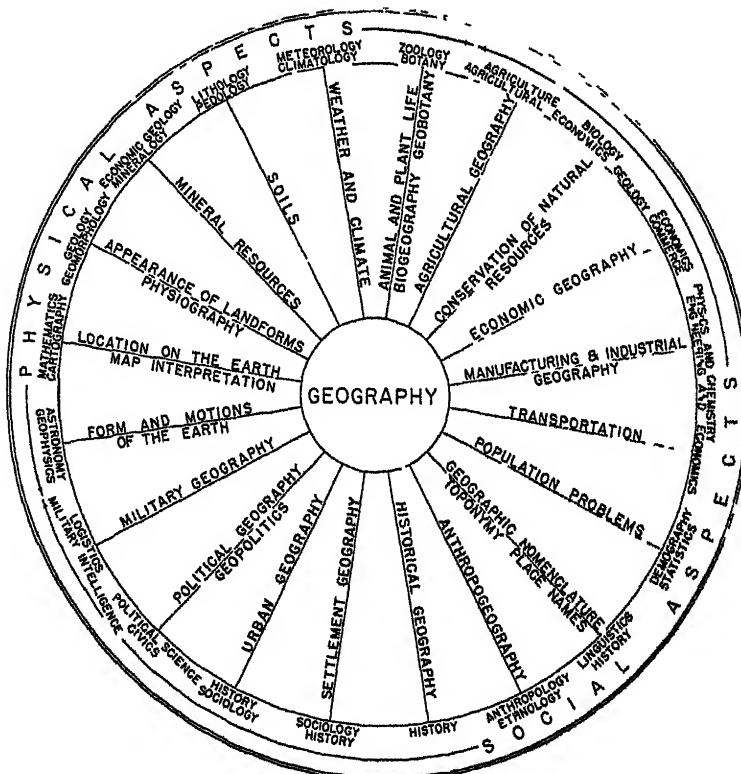 PHYSICAL ASPECTS
SOCIAL ASPECTS
GEOGRAPHY
METEOROLOGY
CLIMATOLOGY
WEATHER AND CLIMATE
ZOOLOGY
BOTANY
ANIMAL AND PLANT LIFE
BIOGEOGRAPHY GEOBOTANY
AGRICULTURE
AGRICULTURAL ECONOMICS
AGRICULTURAL GEOGRAPHY
BIOLOGY
GEOLOGY
CONSERVATION OF NATURAL
RESOURCES
ECONOMICS
COMMERCE
ECONOMIC GEOGRAPHY
PHYSICS AND CHEMISTRY
ENGINEERING AND ECONOMICS
MANUFACTURING & INDUSTRIAL
GEOGRAPHY
TRANSPORTATION
DEMOGRAPHY
STATISTICS
POPULATION PROBLEMS
LINGUISTICS
HISTORY
GEOGRAPHIC NOMENCLATURE
TOPONYMY PLACE NAMES
ANTHROPOLOGY
ETHNOLOGY
ANTHROPOGEOGRAPHY
HISTORY
HISTORICAL GEOGRAPHY
SOCIOLOGY
HISTORY
SETTLEMENT GEOGRAPHY
HISTORY
SOCIOLOGY
URBAN GEOGRAPHY
POLITICAL SCIENCE
CIVICS
POLITICAL GEOGRAPHY
GEOPOLITICS
LOGISTICS
MILITARY INTELLIGENCE
MILITARY GEOGRAPHY
ASTRONOMY
GEOPHYSICS
FORM AND MOTIONS
OF THE EARTH
MATHEMATICS
CARTOGRAPHY
LOCATION ON THE EARTH
MAP INTERPRETATION
GEOLOGY
GEOMORPHOLOGY
APPEARANCE OF LANDFORMS
PHYSIOGRAPHY
ECONOMIC GEOLOGY
MINERALOGY
MINERAL RESOURCES
LITHOLOGY
PEDOLOGY
SOILS